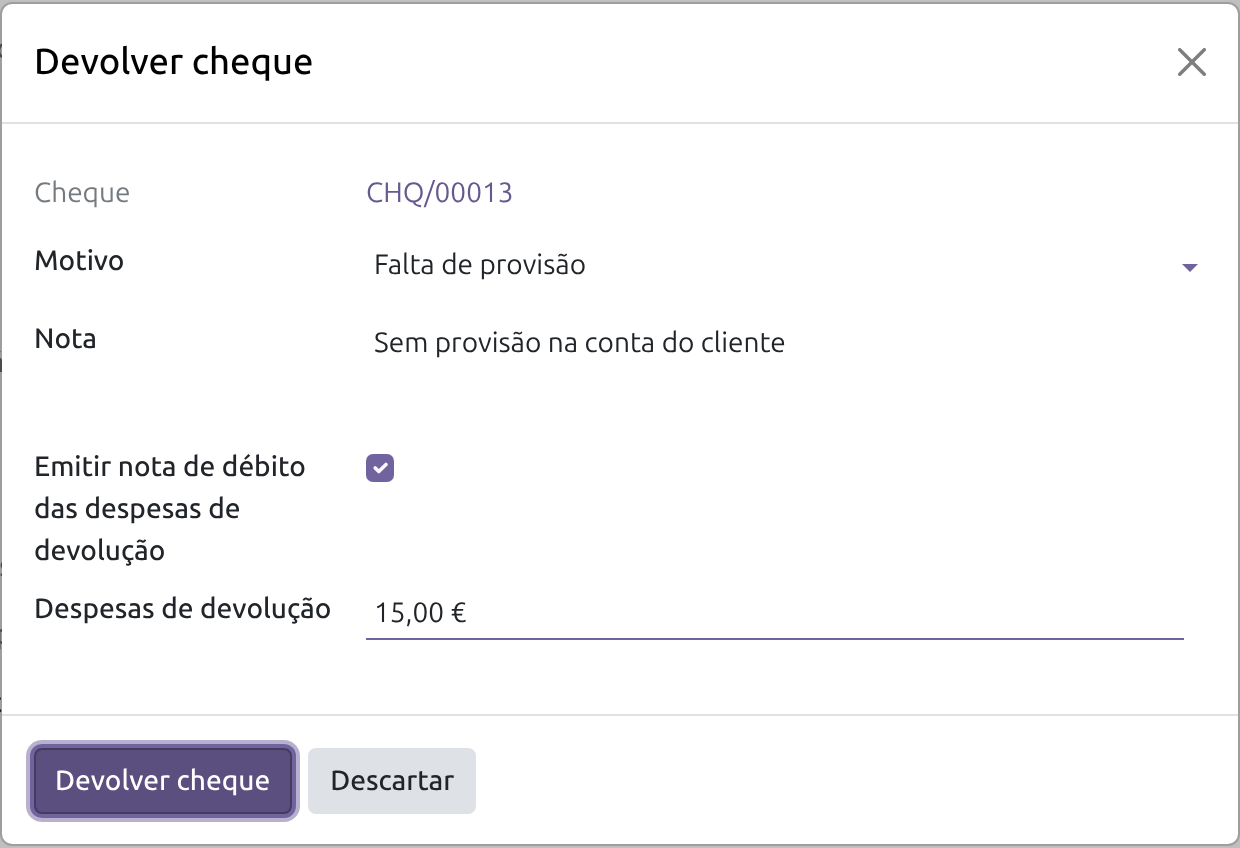 Devolver cheque
Cheque CHQ/00013
Motivo Falta de provisão
Nota Sem provisão na conta do cliente
Emitir nota de débito
das despesas de
devolução
Despesas de devolução 15,00 €
Devolver cheque Descartar